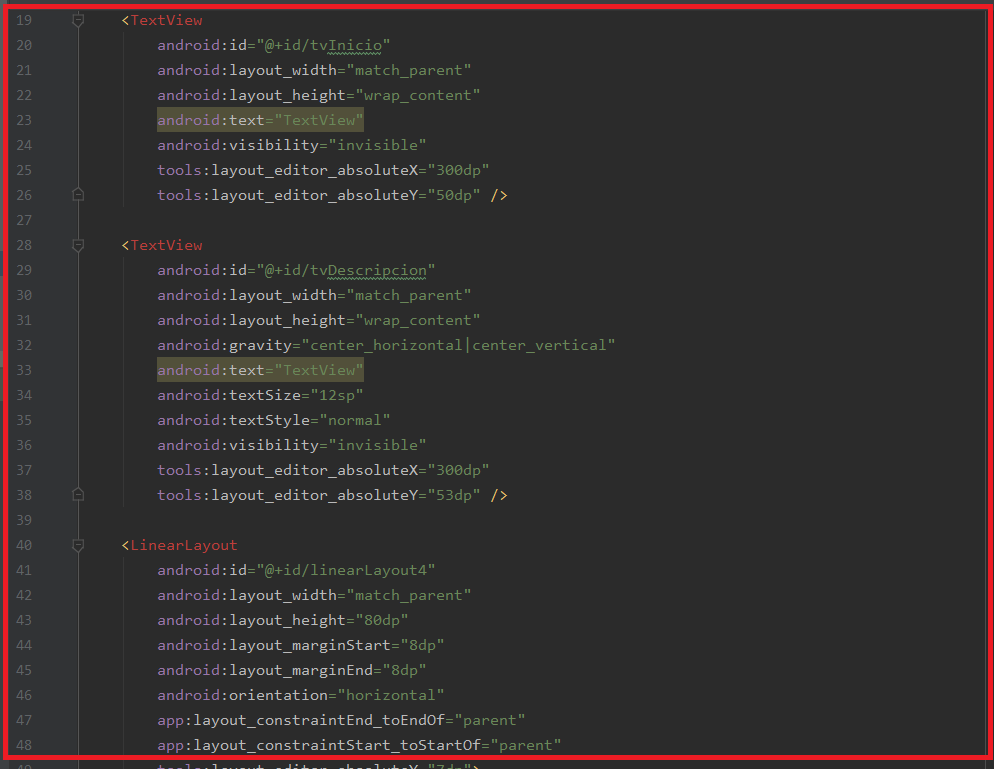 19 <TextView
20 android:id="@+id/tvInicio"
21 android:layout_width="match_parent"
22 android:layout_height="wrap_content"
23 android:text="TextView"
24 android:visibility="invisible"
25 tools:layout_editor_absoluteX="300dp"
26 tools:layout_editor_absoluteY="50dp" />
27
28 <TextView
29 android:id="@+id/tvDescripcion"
30 android:layout_width="match_parent"
31 android:layout_height="wrap_content"
32 android:gravity="center_horizontal|center_vertical"
33 android:text="TextView"
34 android:textSize="12sp"
35 android:textStyle="normal"
36 android:visibility="invisible"
37 tools:layout_editor_absoluteX="300dp"
38 tools:layout_editor_absoluteY="53dp" />
39
40 <LinearLayout
41 android:id="@+id/linearLayout4"
42 android:layout_width="match_parent"
43 android:layout_height="80dp"
44 android:layout_marginStart="8dp"
45 android:layout_marginEnd="8dp"
46 android:orientation="horizontal"
47 app:layout_constraintEnd_toEndOf="parent"
48 app:layout_constraintStart_toStartOf="parent"
49 tools:layout_editor_absoluteY="7dp">